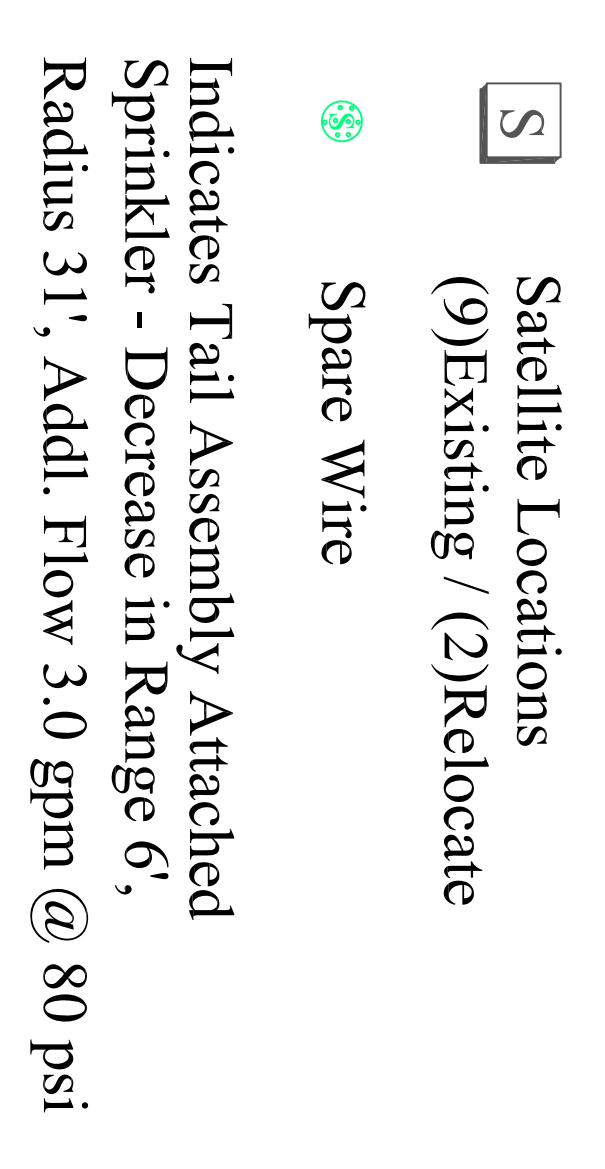 S
Satellite Locations
(9)Existing / (2)Relocate
S
Spare Wire
Indicates Tail Assembly Attached
Sprinkler - Decrease in Range 6',
Radius 31', Addl. Flow 3.0 gpm @ 80 psi